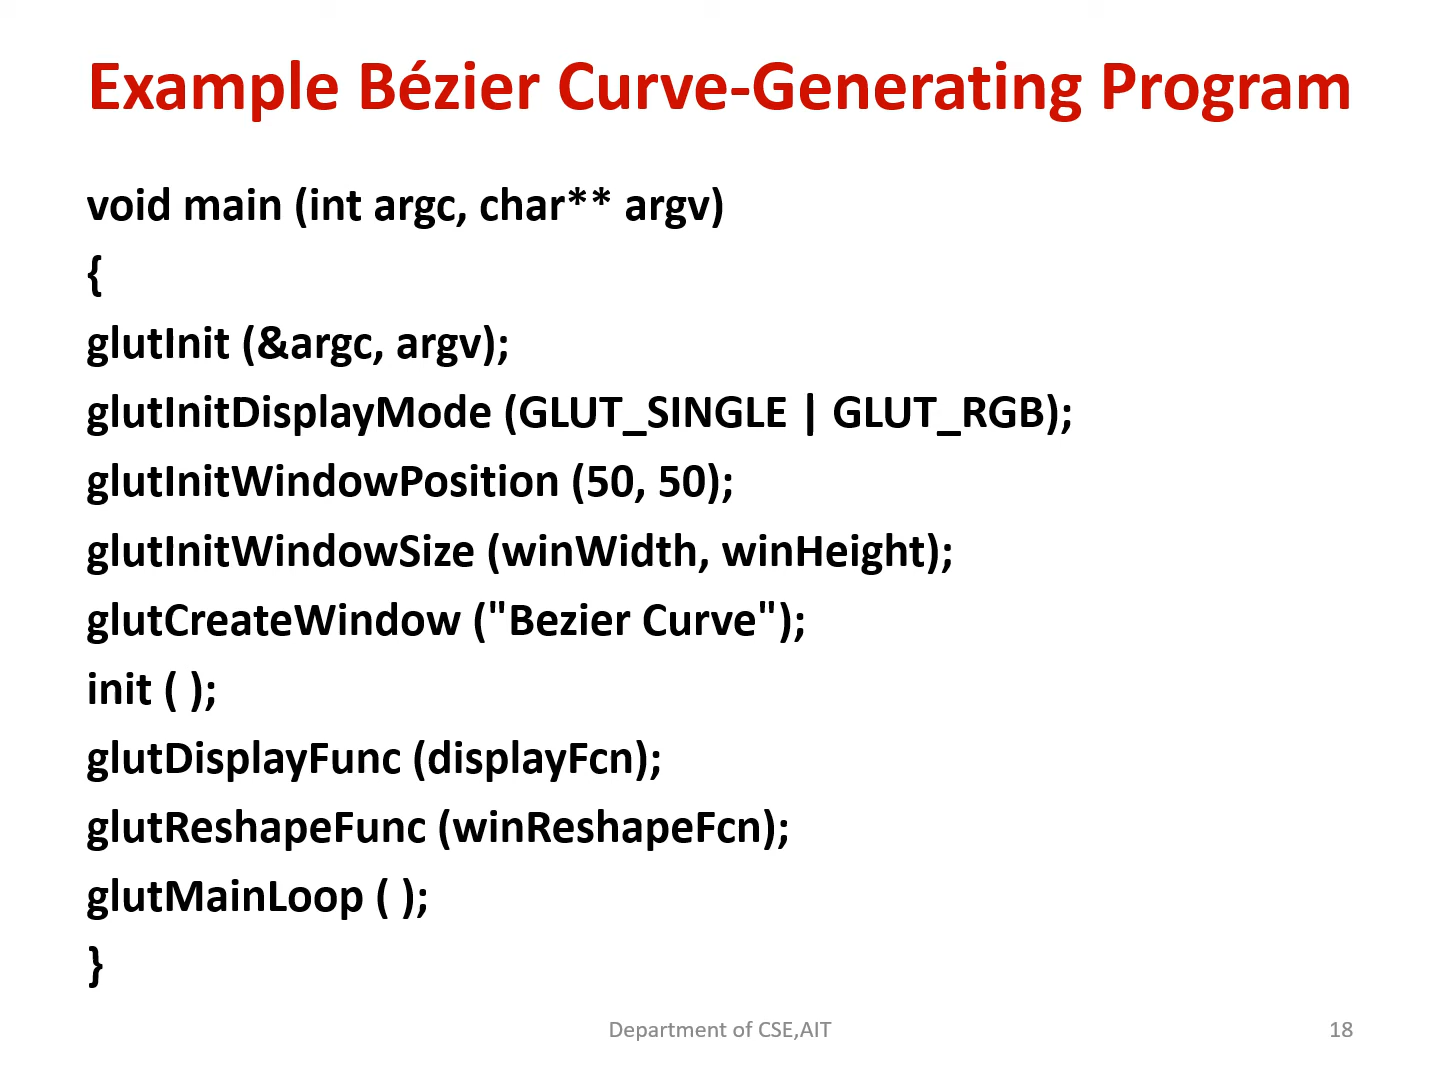 Example Bézier Curve-Generating Program
void main (int argc, char** argv)
{
glutInit (&argc, argv);
glutInitDisplayMode (GLUT_SINGLE | GLUT_RGB);
glutInitWindowPosition (50, 50);
glutInitWindowSize (winWidth, winHeight);
glutCreateWindow ("Bezier Curve");
init ( );
glutDisplayFunc (displayFcn);
glutReshapeFunc (winReshapeFcn);
glutMainLoop ( );
}
Department of CSE,AIT
18